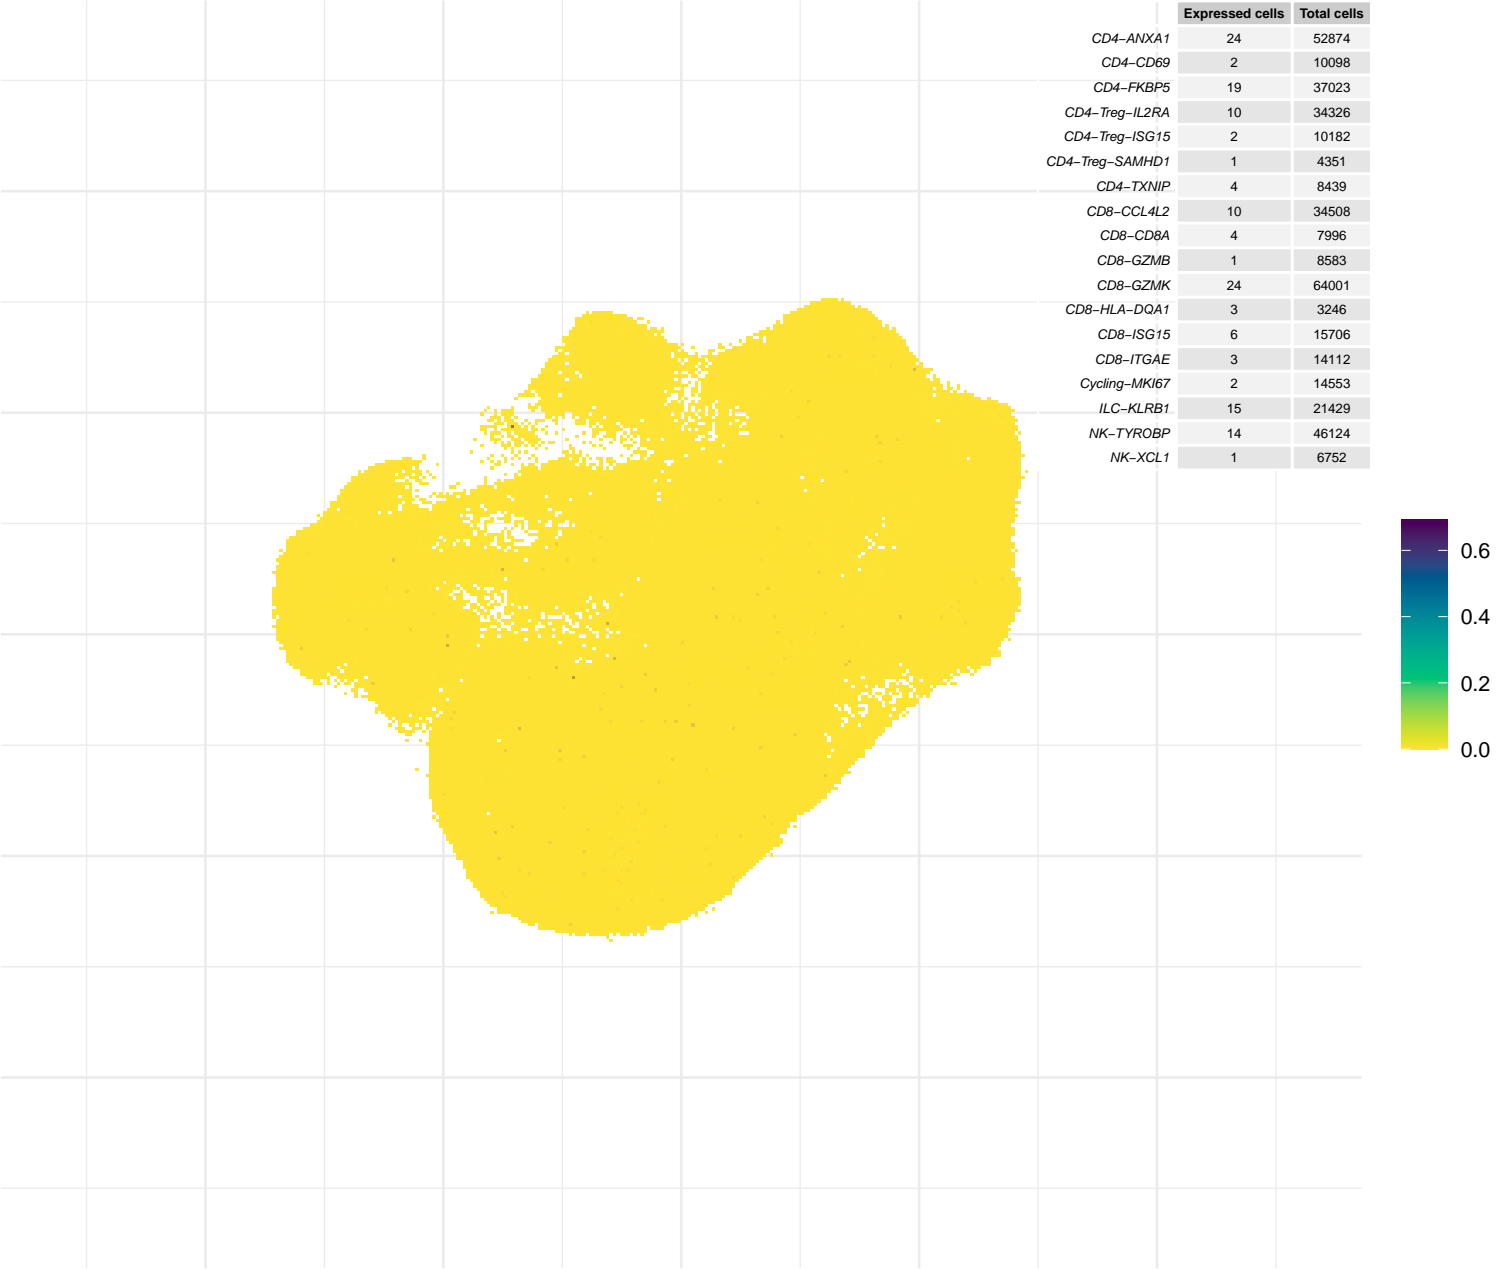 Expressed cells Total cells
CD4−ANXA1 24 52874
CD4−CD69 2 10098
CD4−FKBP5 19 37023
CD4−Treg−IL2RA 10 34326
CD4−Treg−ISG15 2 10182
CD4−Treg−SAMHD1 1 4351
CD4−TXNIP 4 8439
CD8−CCL4L2 10 34508
CD8−CD8A 4 7996
CD8−GZMB 1 8583
CD8−GZMK 24 64001
CD8−HLA−DQA1 3 3246
CD8−ISG15 6 15706
CD8−ITGAE 3 14112
Cycling−MKI67 2 14553
ILC−KLRB1 15 21429
NK−TYROBP 14 46124
NK−XCL1 1 6752
0.6
0.4
0.2
0.0